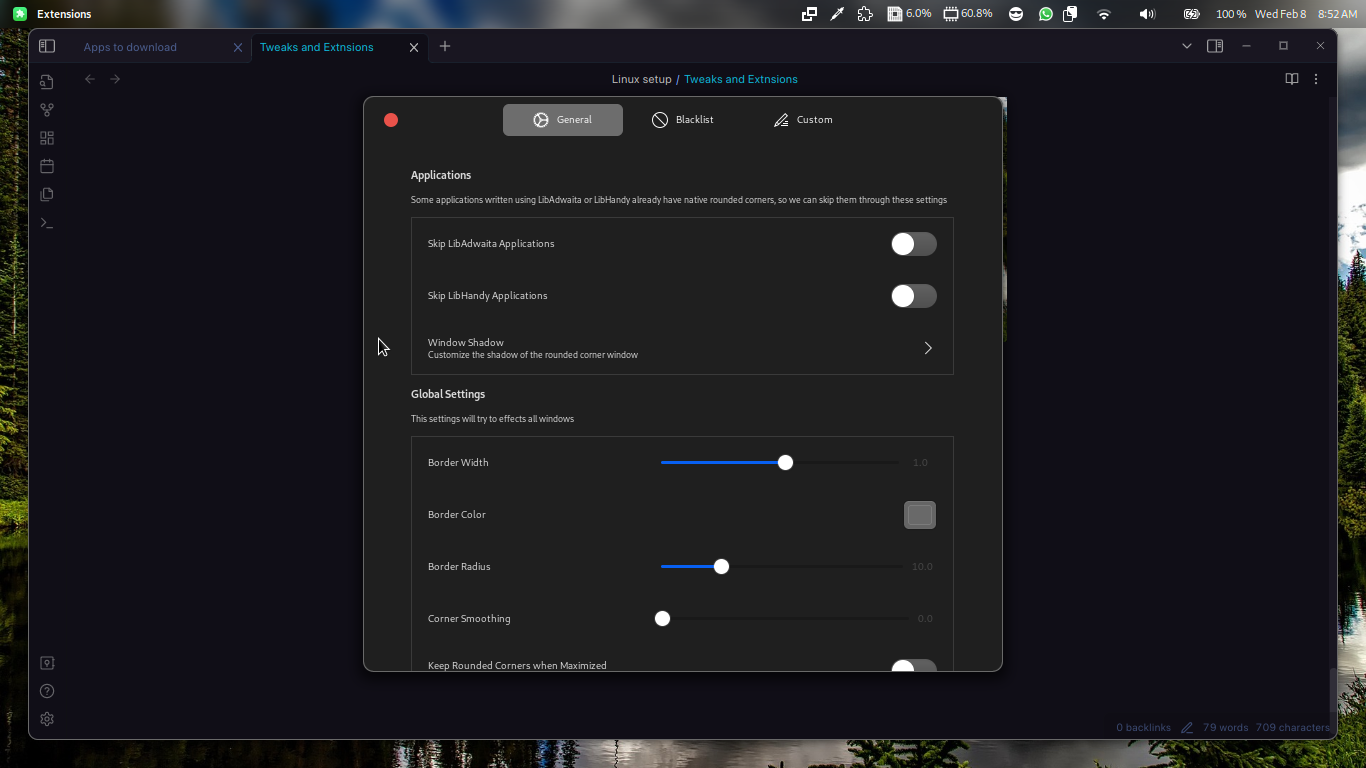 Extensions
6.0%
60.8%
100 %
Wed Feb 8
8:52 AM
Apps to download
Tweaks and Extnsions
Linux setup / Tweaks and Extnsions
General
Blacklist
Custom
Applications
Some applications written using LibAdwaita or LibHandy already have native rounded corners, so we can skip them through these settings
Skip LibAdwaita Applications
Skip LibHandy Applications
Window Shadow
Customize the shadow of the rounded corner window
Global Settings
This settings will try to effects all windows
Border Width
1.0
Border Color
Border Radius
10.0
Corner Smoothing
0.0
Keep Rounded Corners when Maximized
0 backlinks
79 words
709 characters